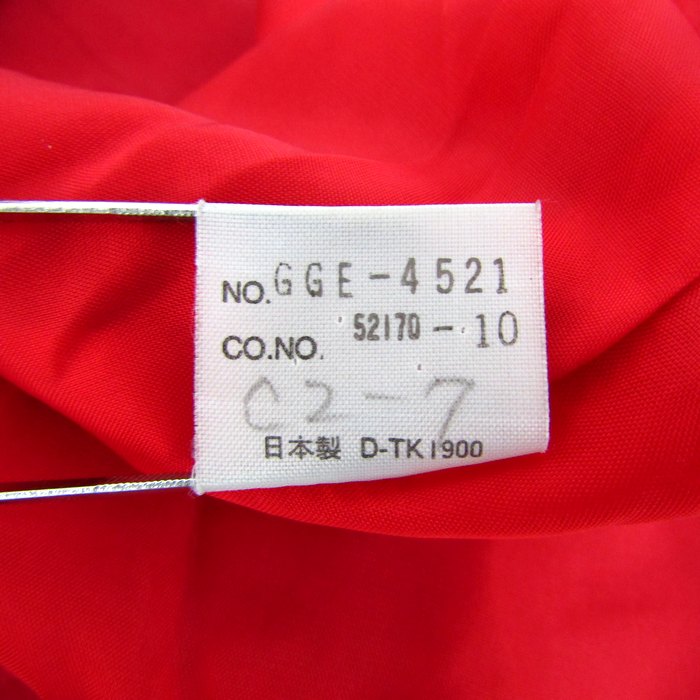 NO. GGE-4521
CO.NO. 52170-10
C2-7
日本製 D-TK1900